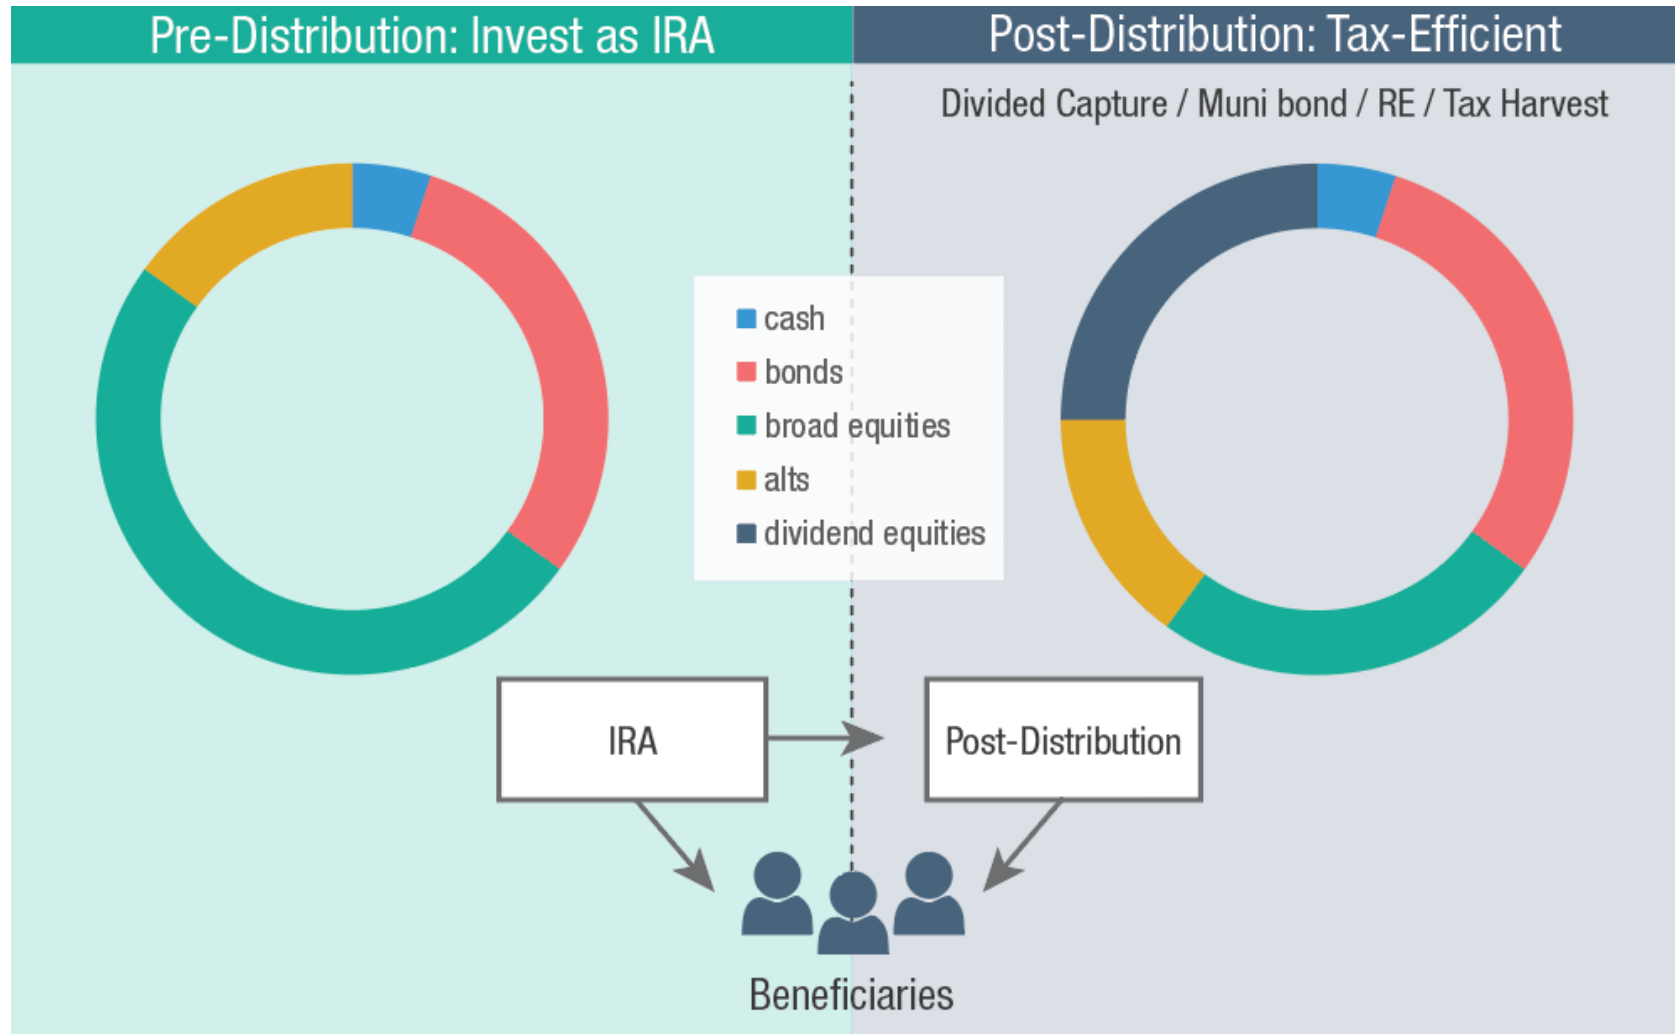 Pre-Distribution: Invest as IRA
Post-Distribution: Tax-Efficient
Divided Capture / Muni bond / RE / Tax Harvest
cash
bonds
broad equities
alts
dividend equities
IRA
Post-Distribution
Beneficiaries